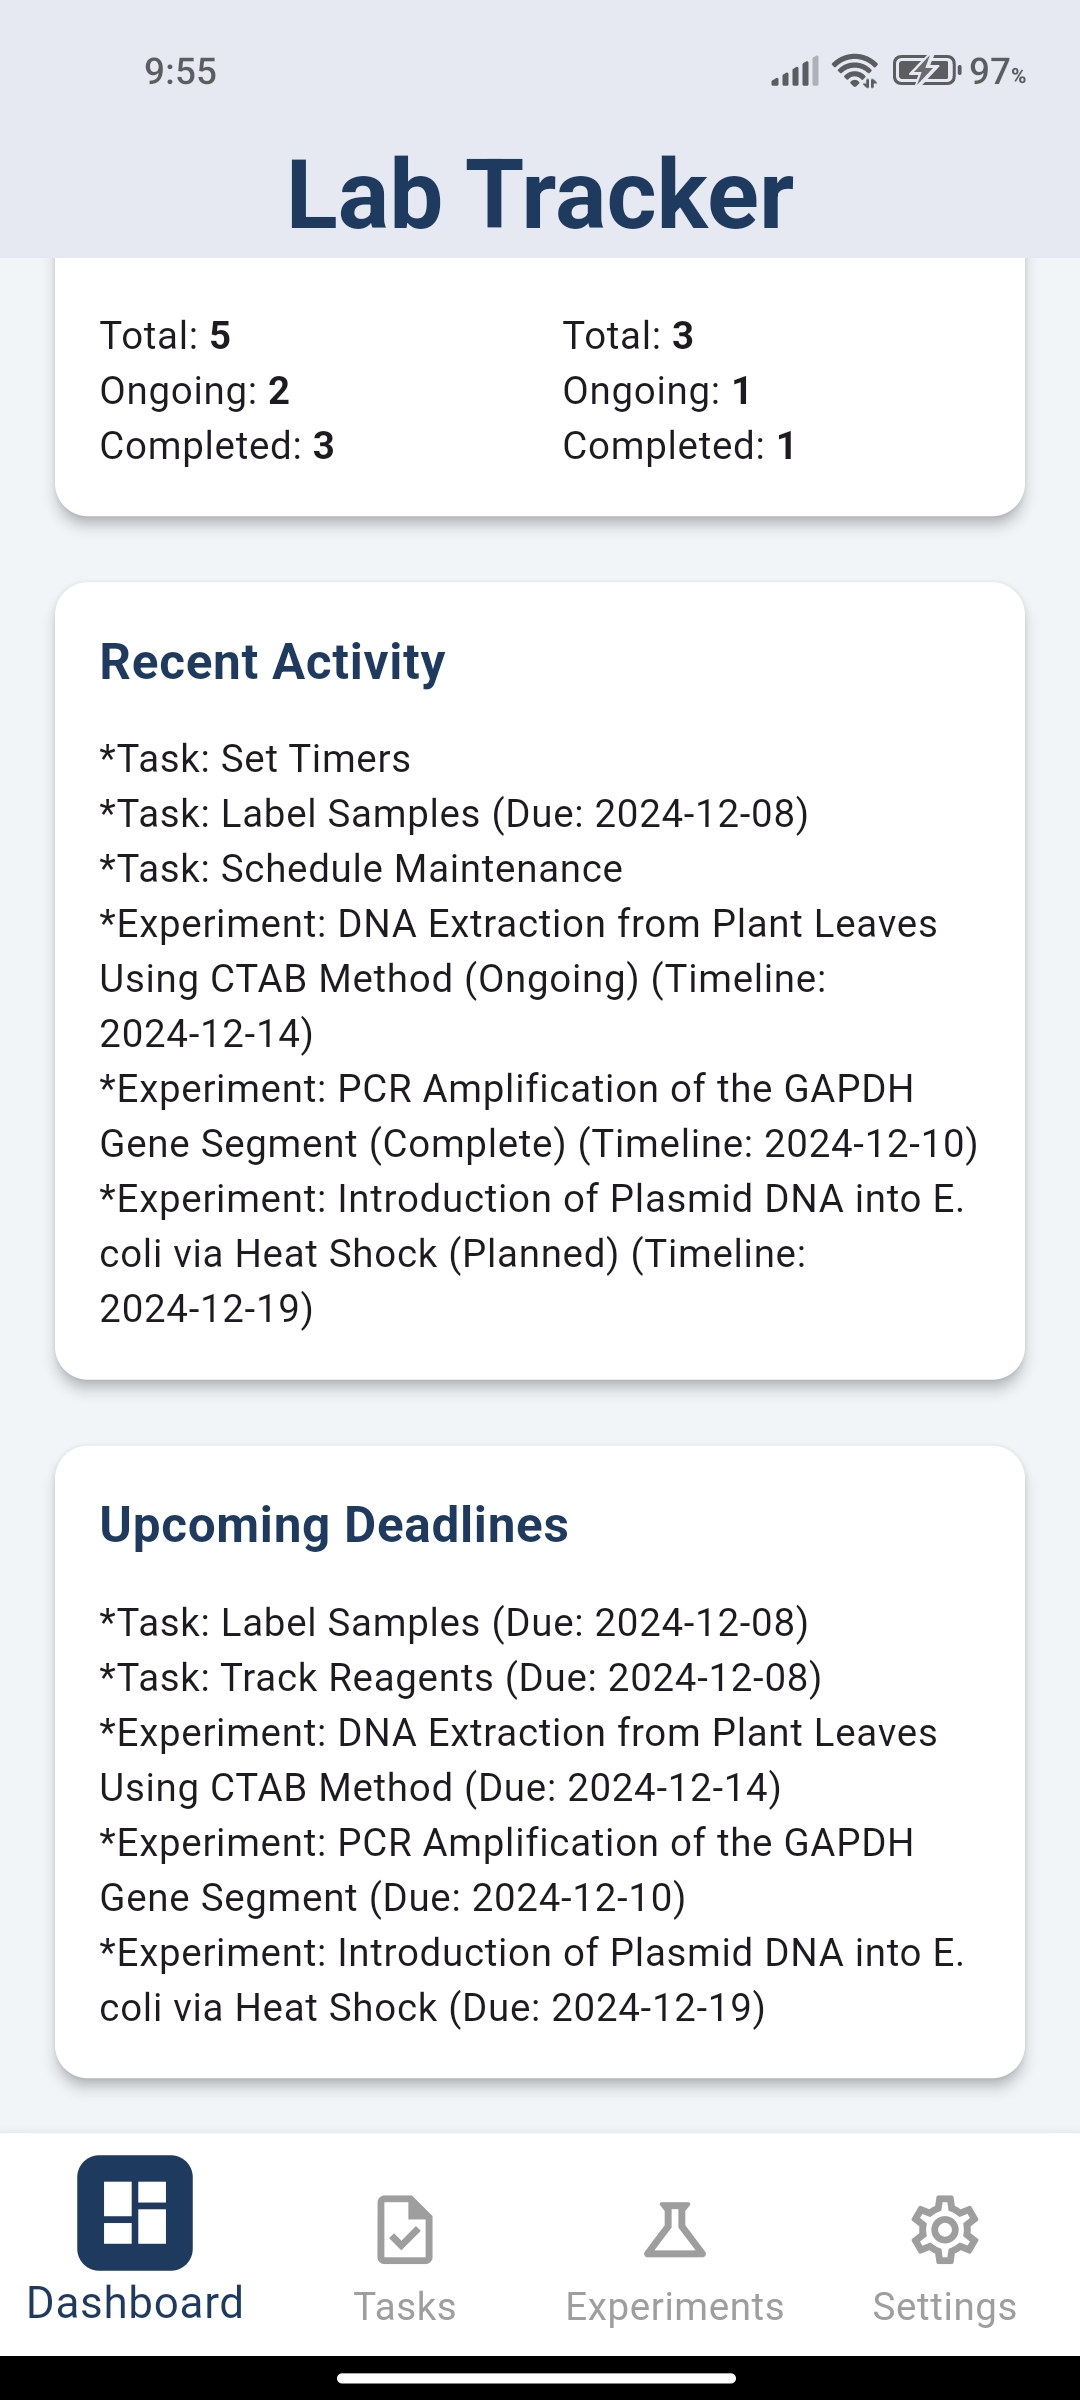 9:55
97%
Lab Tracker
Total: 5
Ongoing: 2
Completed: 3
Total: 3
Ongoing: 1
Completed: 1
Recent Activity
*Task: Set Timers
*Task: Label Samples (Due: 2024-12-08)
*Task: Schedule Maintenance
*Experiment: DNA Extraction from Plant Leaves
Using CTAB Method (Ongoing) (Timeline:
2024-12-14)
*Experiment: PCR Amplification of the GAPDH
Gene Segment (Complete) (Timeline: 2024-12-10)
*Experiment: Introduction of Plasmid DNA into E.
coli via Heat Shock (Planned) (Timeline:
2024-12-19)
Upcoming Deadlines
*Task: Label Samples (Due: 2024-12-08)
*Task: Track Reagents (Due: 2024-12-08)
*Experiment: DNA Extraction from Plant Leaves
Using CTAB Method (Due: 2024-12-14)
*Experiment: PCR Amplification of the GAPDH
Gene Segment (Due: 2024-12-10)
*Experiment: Introduction of Plasmid DNA into E.
coli via Heat Shock (Due: 2024-12-19)
Dashboard
Tasks
Experiments
Settings